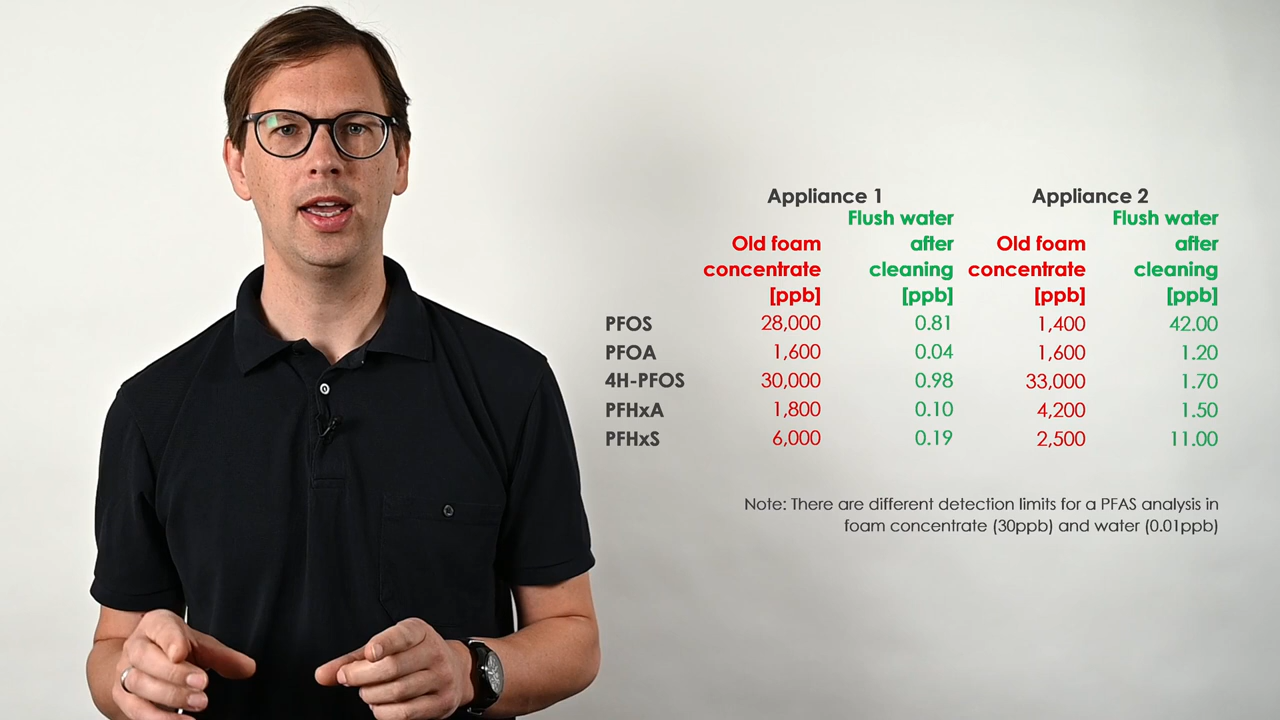 Appliance 1 Appliance 2
Flush water Flush water
Old foam after Old foam after
concentrate cleaning concentrate cleaning
[ppb] [ppb] [ppb] [ppb]
PFOS 28,000 0.81 1,400 42.00
PFOA 1,600 0.04 1,600 1.20
4H-PFOS 30,000 0.98 33,000 1.70
PFHxA 1,800 0.10 4,200 1.50
PFHxS 6,000 0.19 2,500 11.00
Note: There are different detection limits for a PFAS analysis in
foam concentrate (30ppb) and water (0.01ppb)